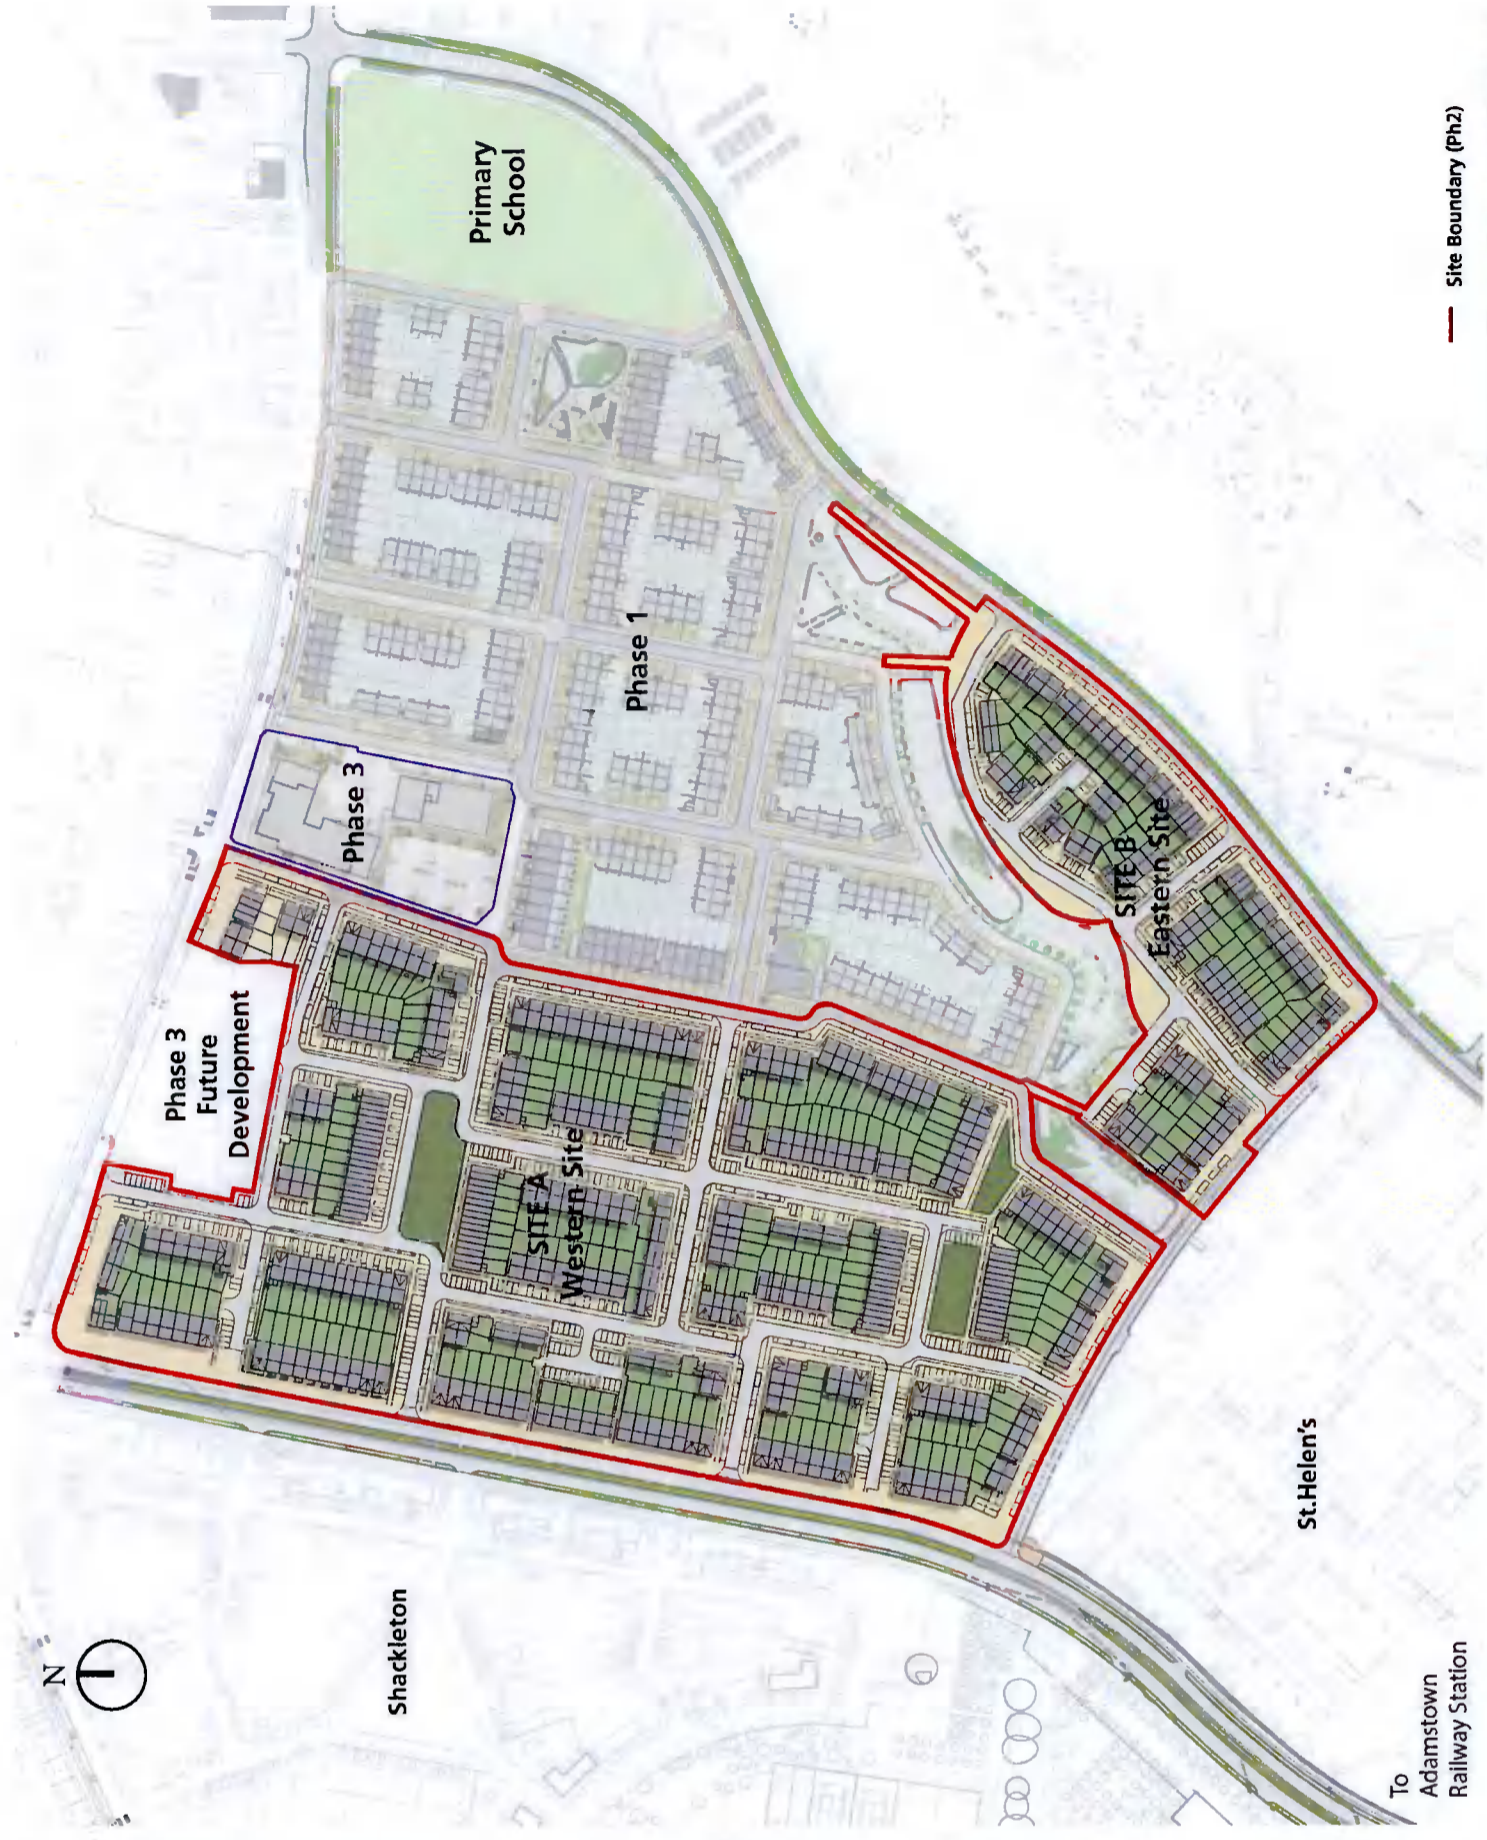 N
Shackleton
To
Adamstown
Railway Station
St.Helen's
SITE A
Western Site
Phase 3
Future
Development
Phase 3
SITE B
Eastern Site
Phase 1
Primary
School
Site Boundary (Ph2)